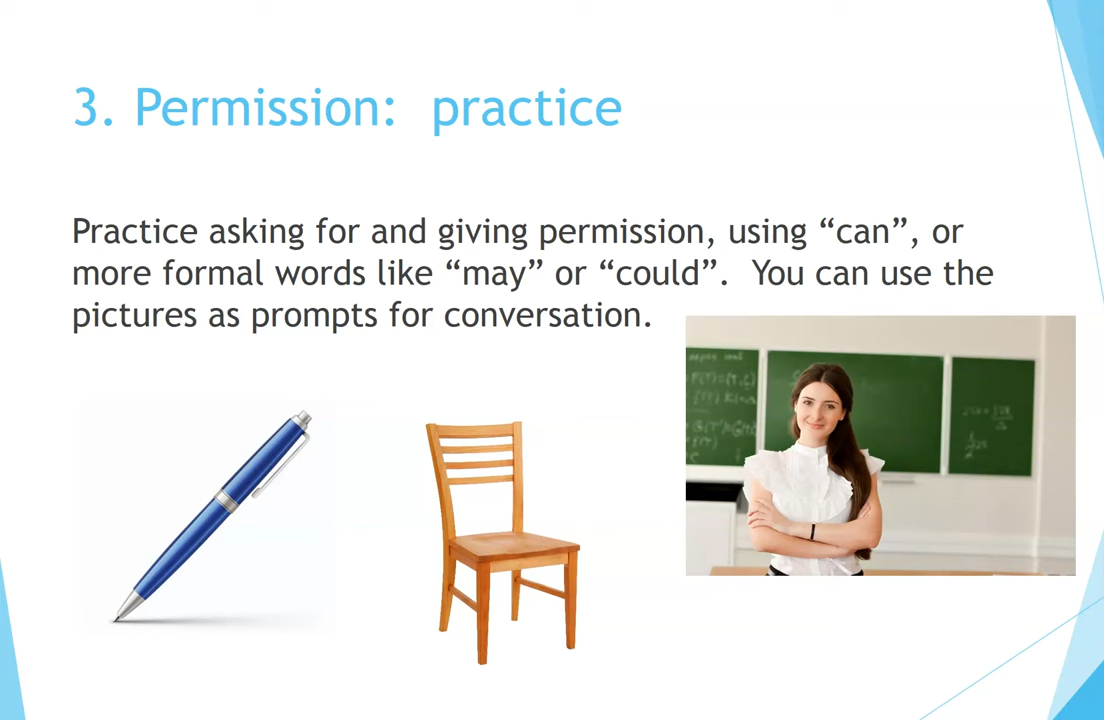 3. Permission:  practice
Practice asking for and giving permission, using “can”, or
more formal words like “may” or “could”.  You can use the
pictures as prompts for conversation.